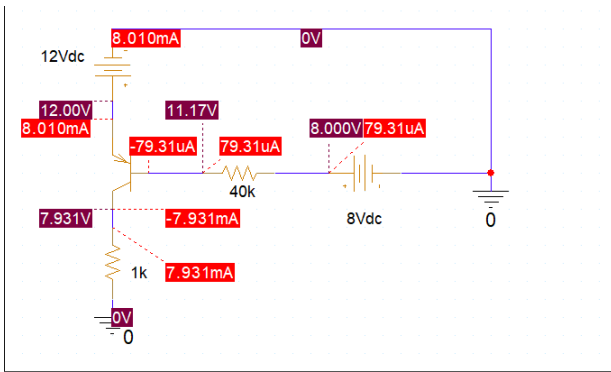 8.010mA
0V
12Vdc
12.00V
11.17V
8.010mA
-79.31uA
79.31uA
8.000V
79.31uA
40k
8Vdc
7.931V
-7.931mA
0
1k
7.931mA
0V
0